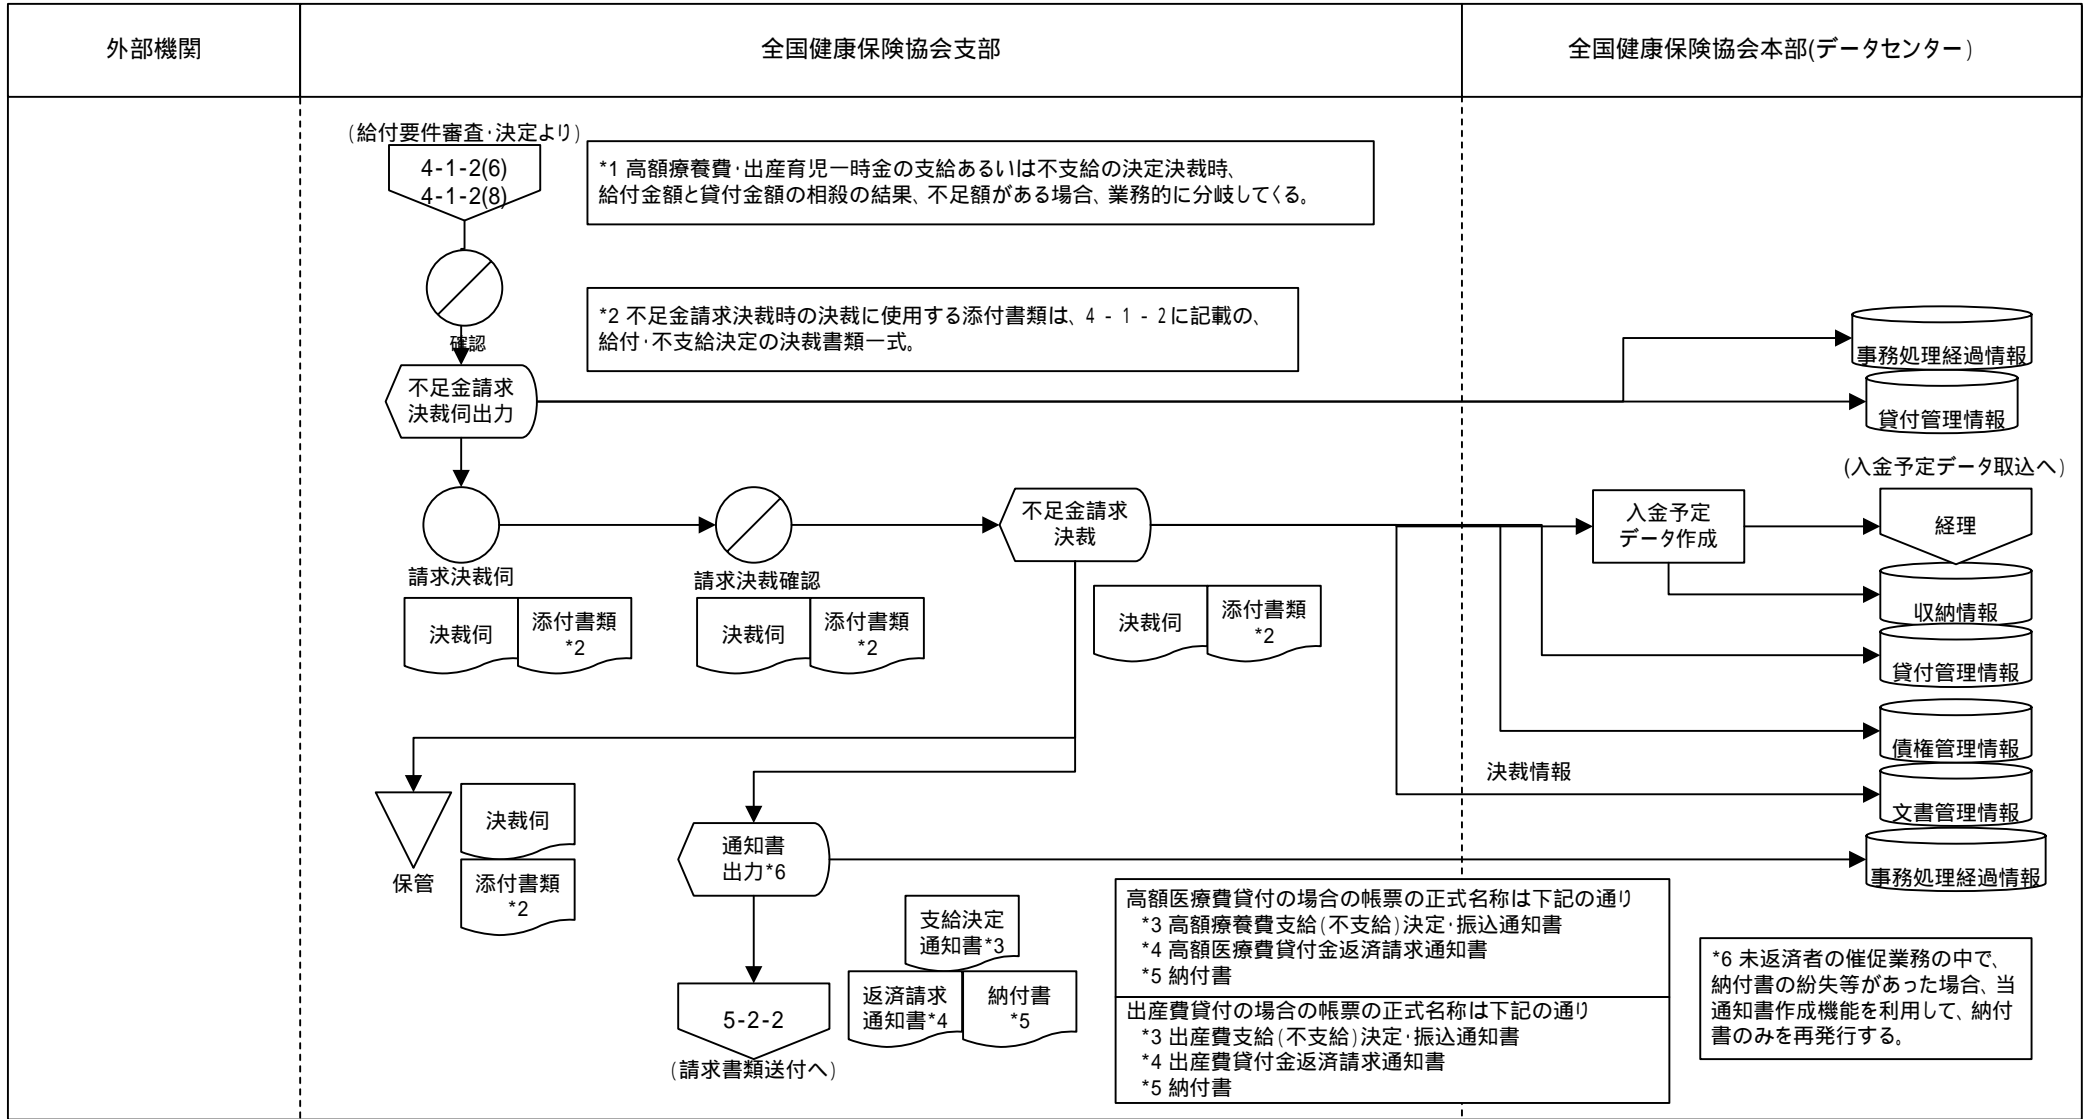 外部機関
全国健康保険協会支部
全国健康保険協会本部(データセンター)
(給付要件審査・決定より)
4-1-2(6)
4-1-2(8)
*1 高額療養費・出産育児一時金の支給あるいは不支給の決定決裁時、
給付金額と貸付金額の相殺の結果、不足額がある場合、業務的に分岐してくる。
確認
*2 不足金請求決裁時の決裁に使用する添付書類は、4 - 1 - 2に記載の、
給付・不支給決定の決裁書類一式。
事務処理経過情報
不足金請求
決裁伺出力
貸付管理情報
(入金予定データ取込へ)
不足金請求
決裁
入金予定
データ作成
経理
請求決裁伺
請求決裁確認
決裁伺
添付書類
*2
決裁伺
添付書類
*2
決裁伺
添付書類
*2
収納情報
貸付管理情報
債権管理情報
決裁情報
文書管理情報
決裁伺
保管
添付書類
*2
通知書
出力*6
事務処理経過情報
支給決定
通知書*3
返済請求
通知書*4
納付書
*5
5-2-2
(請求書類送付へ)
高額医療費貸付の場合の帳票の正式名称は下記の通り
*3 高額療養費支給(不支給)決定・振込通知書
*4 高額医療費貸付金返済請求通知書
*5 納付書
出産費貸付の場合の帳票の正式名称は下記の通り
*3 出産費支給(不支給)決定・振込通知書
*4 出産費貸付金返済請求通知書
*5 納付書
*6 未返済者の催促業務の中で、
納付書の紛失等があった場合、当
通知書作成機能を利用して、納付
書のみを再発行する。